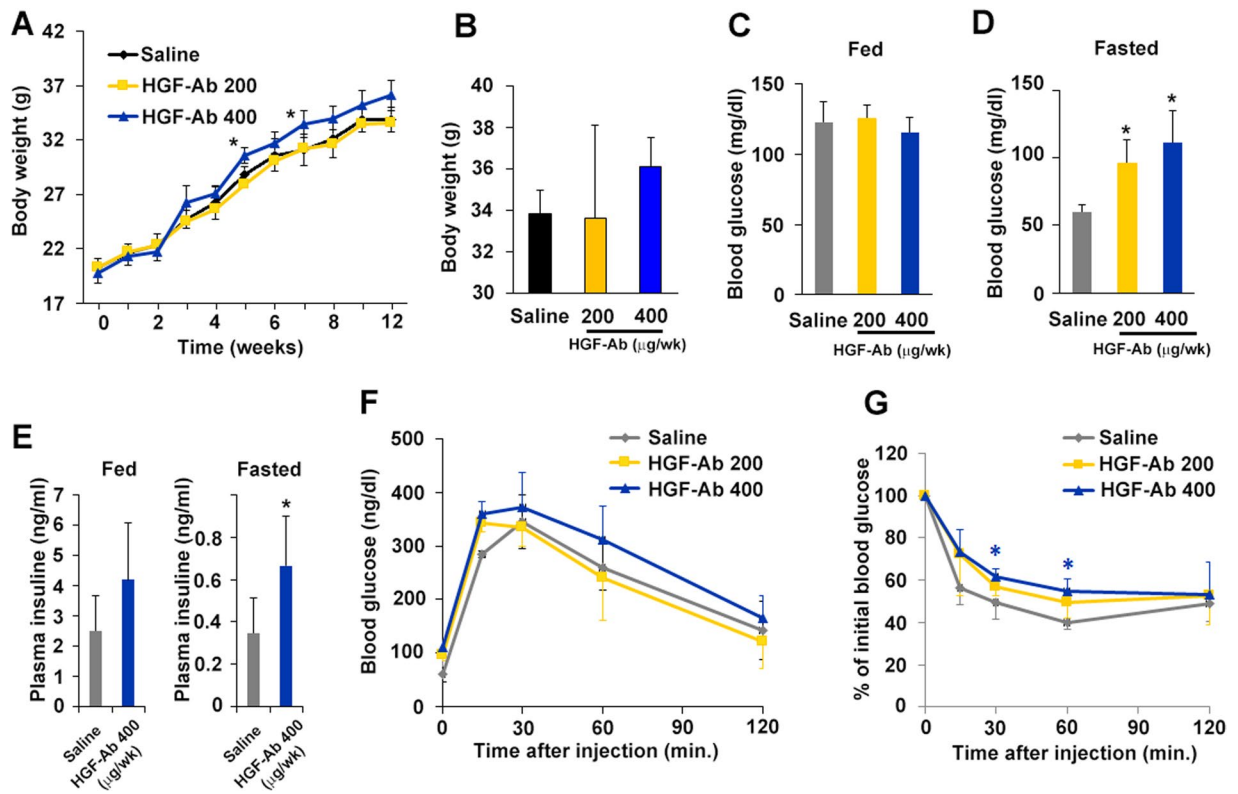 A
Saline
HGF-Ab 200
HGF-Ab 400
Body weight (g)
42
37
32
27
22
17
*
*
0 2 4 6 8 12
Time (weeks)
B
Body weight (g)
40
38
36
34
32
30
Saline 200 400
HGF-Ab (μg/wk)
C
Fed
Blood glucose (mg/dl)
150
100
50
0
Saline 200 400
HGF-Ab (μg/wk)
D
Fasted
Blood glucose (mg/dl)
150
100
50
0
*
*
Saline 200 400
HGF-Ab (μg/wk)
E
Fed
Plasma insuline (ng/ml)
7
6
5
4
3
2
1
0
Saline
HGF-Ab 400
(μg/wk)
Fasted
Plasma insuline (ng/ml)
1
0.8
0.6
0.4
0.2
0
*
Saline
HGF-Ab 400
(μg/wk)
F
Saline
HGF-Ab 200
HGF-Ab 400
Blood glucose (ng/dl)
500
400
300
200
100
0
0 30 60 90 120
Time after injection (min.)
G
Saline
HGF-Ab 200
HGF-Ab 400
% of initial blood glucose
120
100
80
60
40
20
0
*
*
0 30 60 90 120
Time after injection (min.)